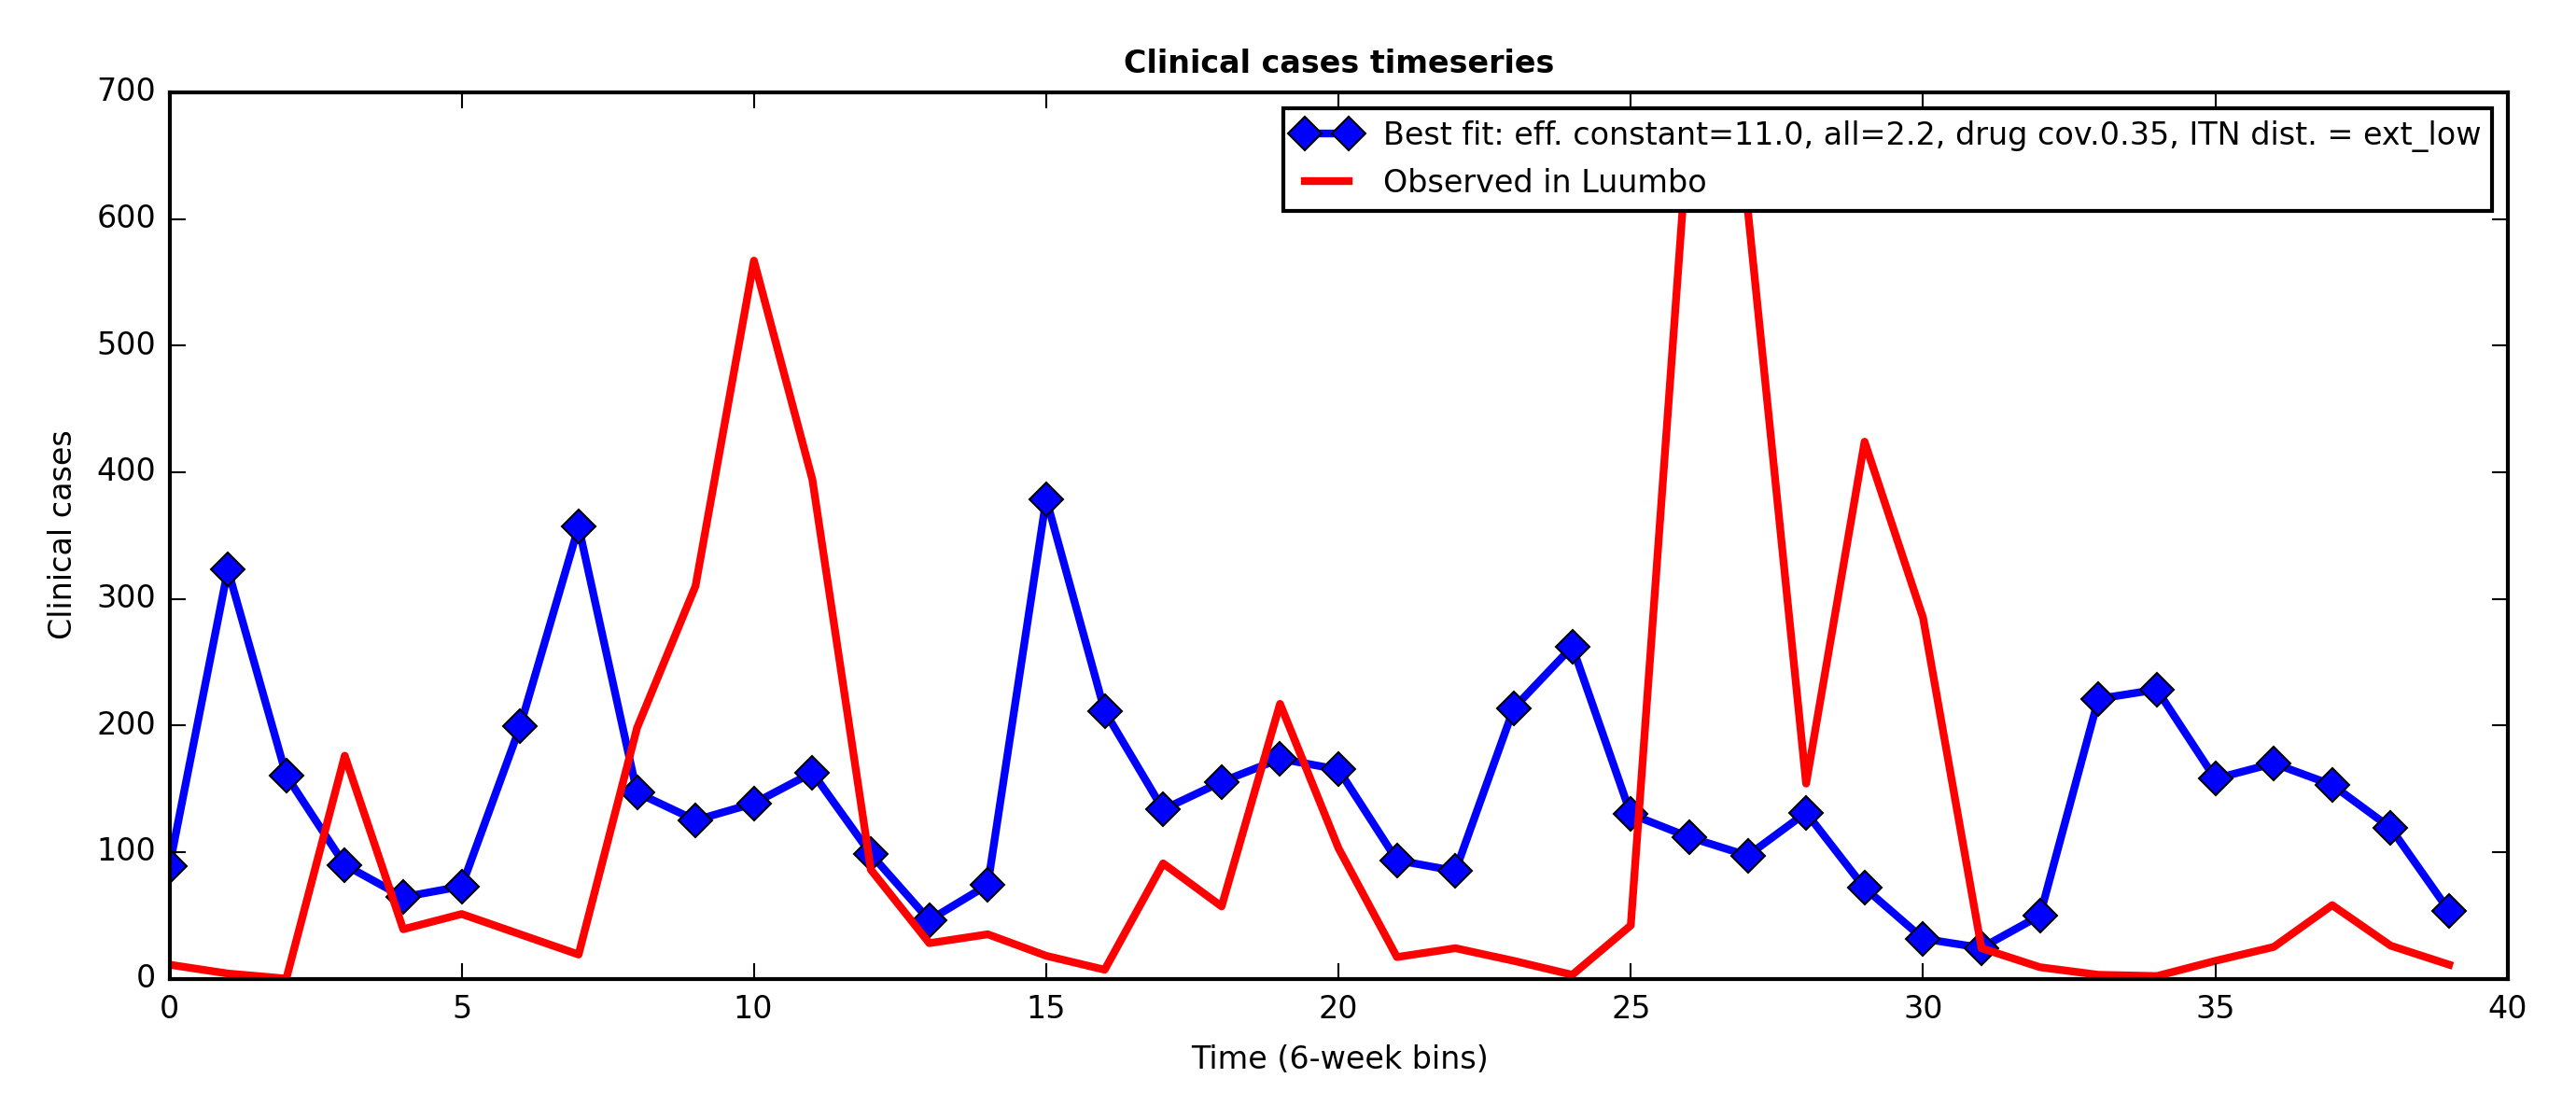 Clinical cases timeseries
700
600
500
400
300
200
100
0
Clinical cases
Best fit: eff. constant=11.0, all=2.2, drug cov.0.35, ITN dist. = ext_low
Observed in Luumbo
0 5 10 15 20 25 30 35 40
Time (6-week bins)